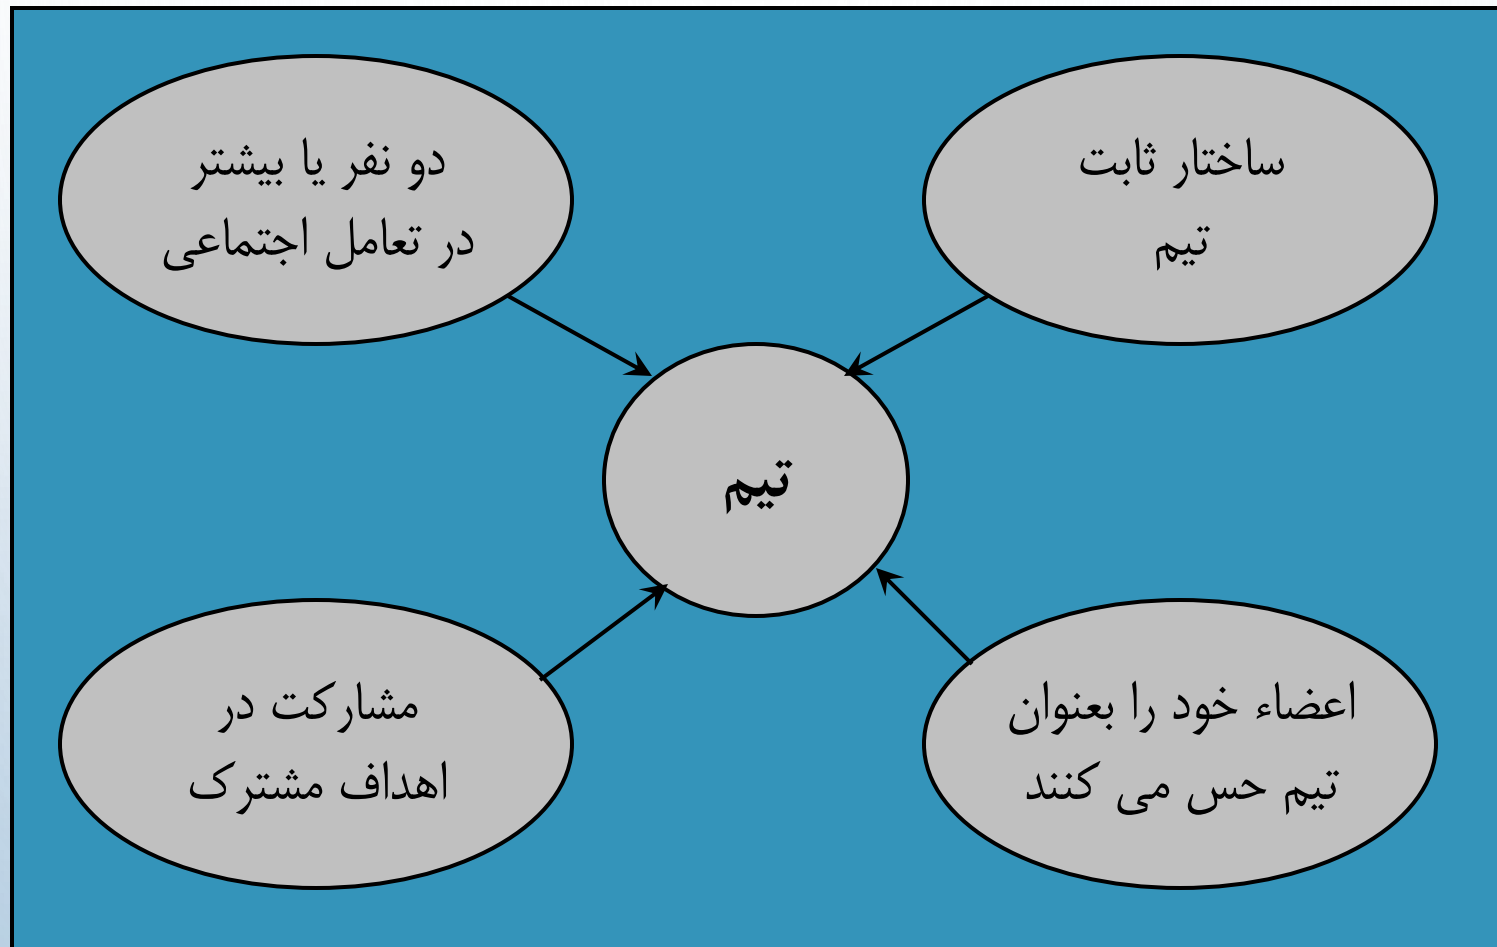 ساختار ثابت
تیم
دو نفر یا بیشتر
در تعامل اجتماعی
تیم
اعضاء خود را بعنوان
تیم حس می کنند
مشارکت در
اهداف مشترک